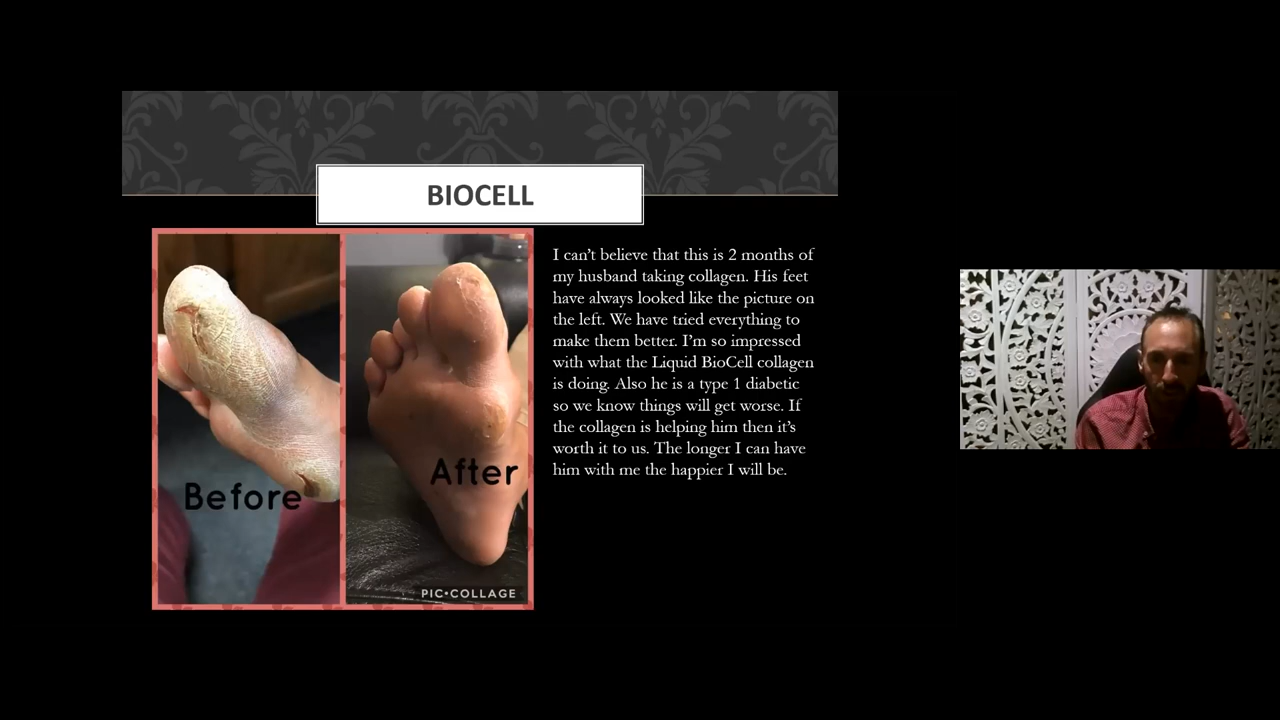 BIOCELL
Before
After
PIC•COLLAGE
I can't believe that this is 2 months of
my husband taking collagen. His feet
have always looked like the picture on
the left. We have tried everything to
make them better. I'm so impressed
with what the Liquid BioCell collagen
is doing. Also he is a type 1 diabetic
so we know things will get worse. If
the collagen is helping him then it's
worth it to us. The longer I can have
him with me the happier I will be.